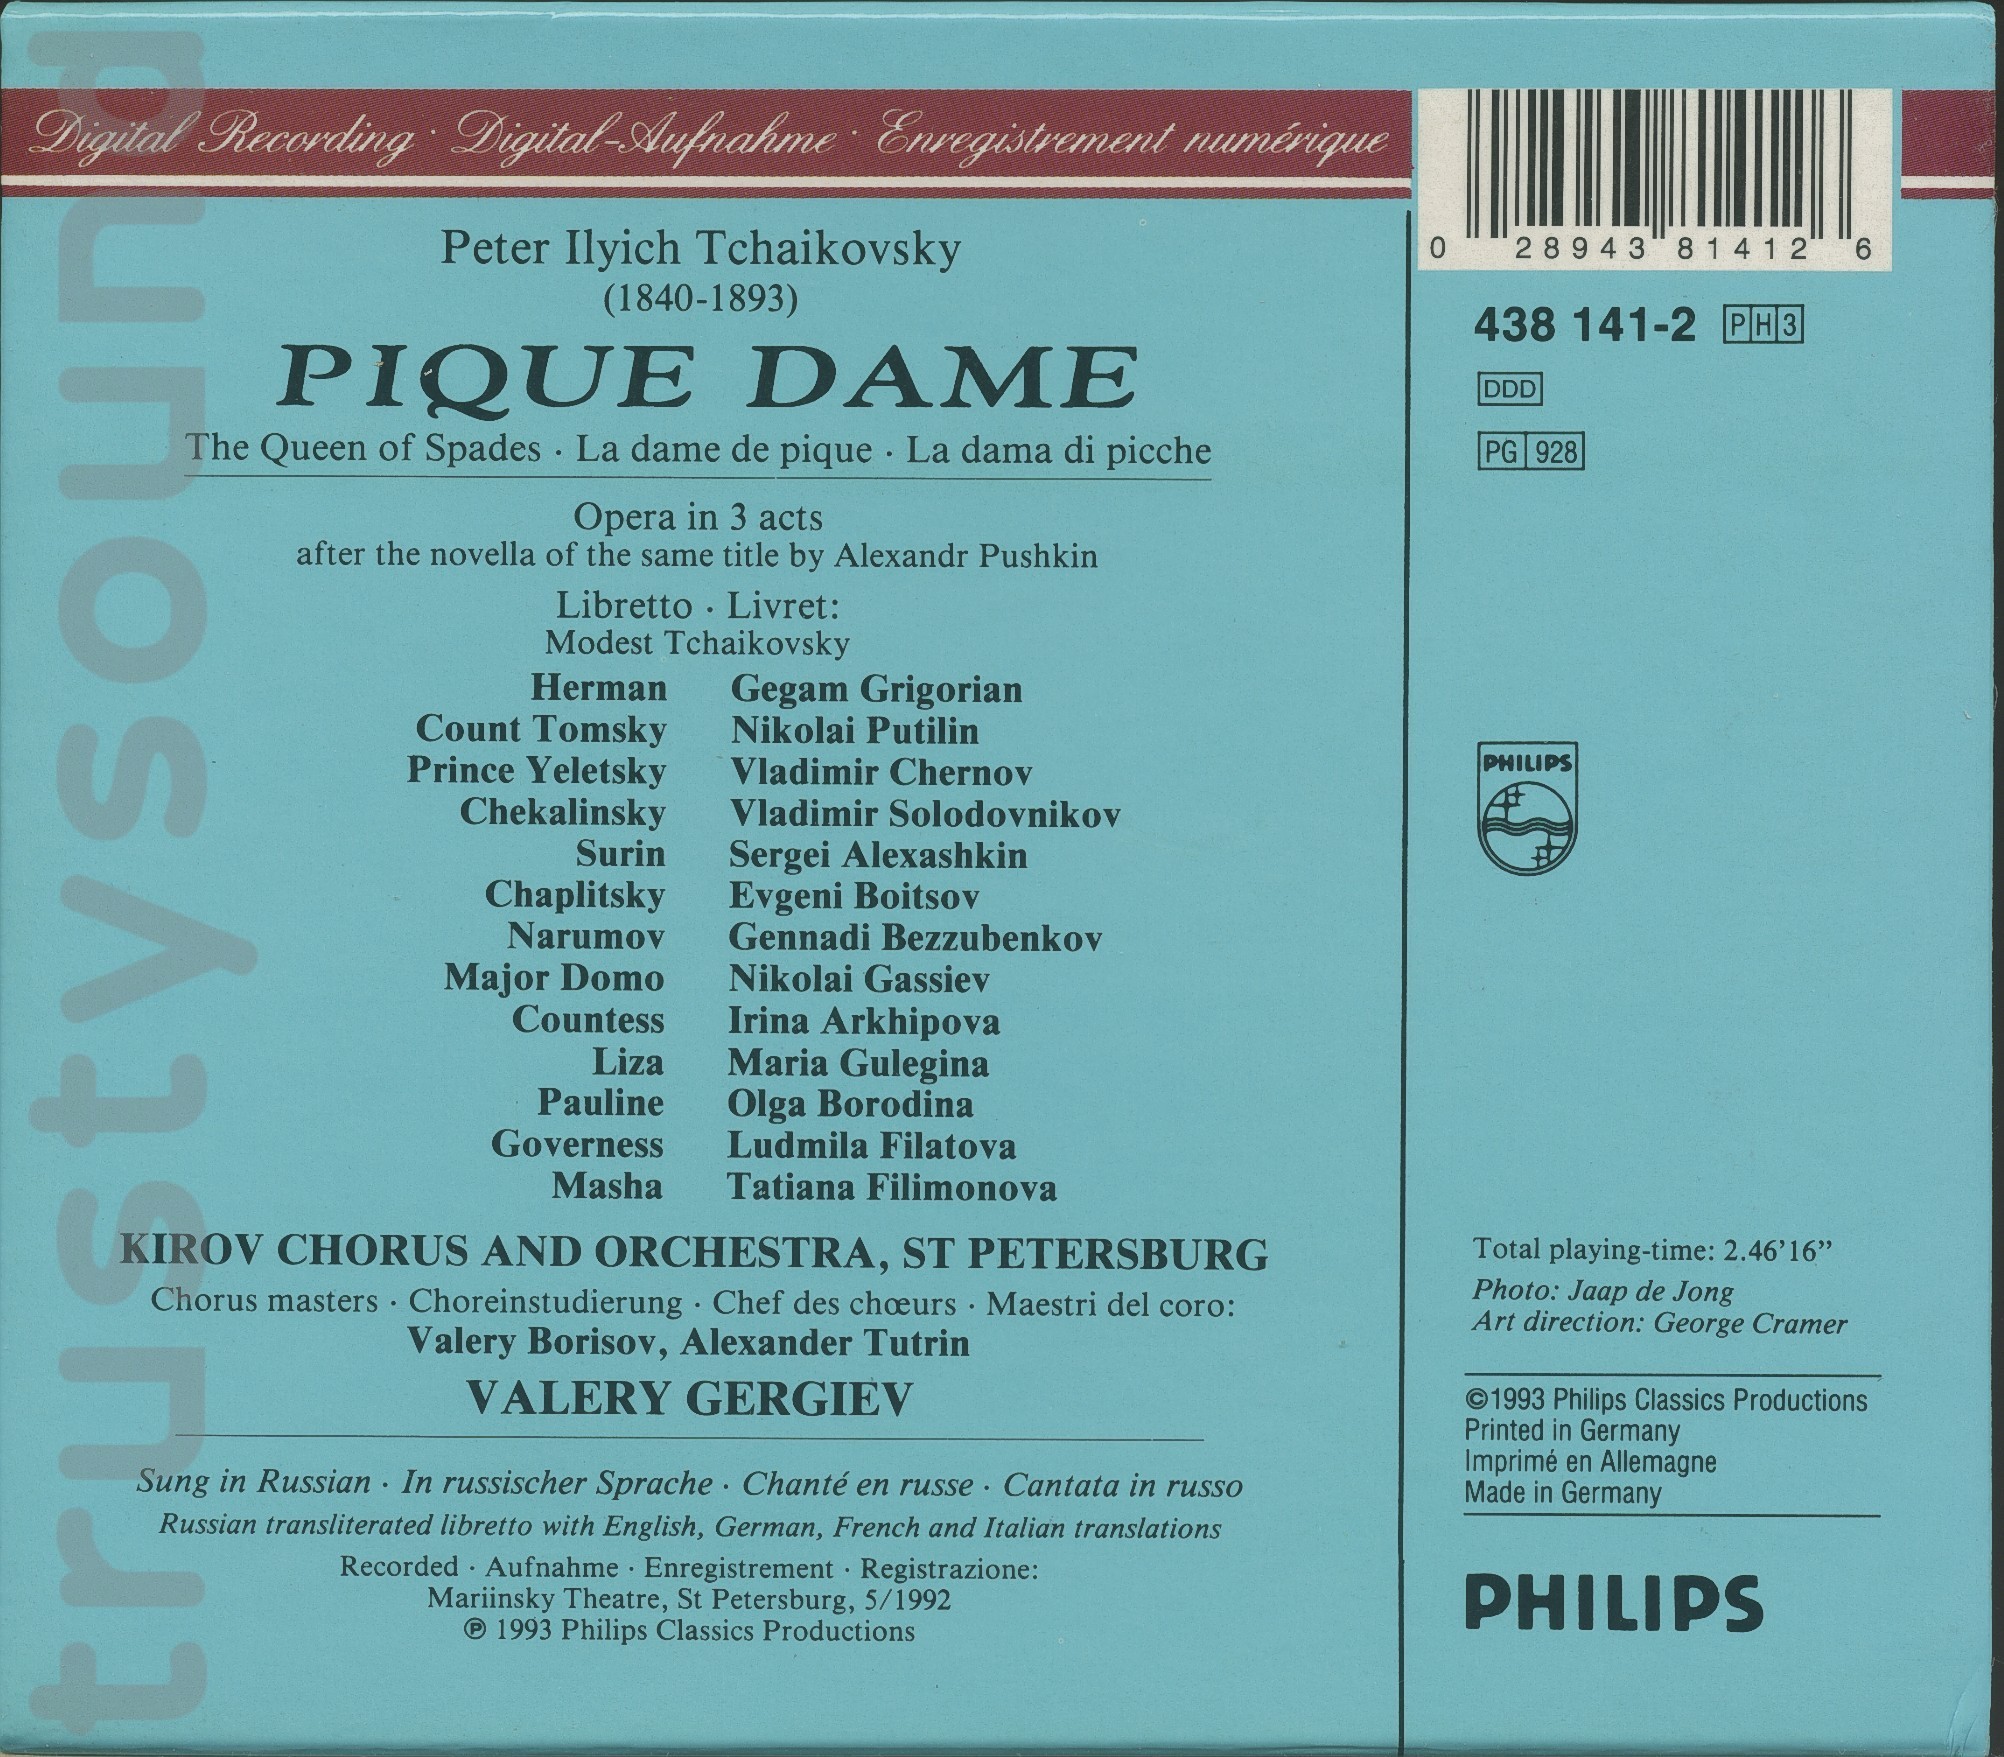 Digital Recording · Digital-Aufnahme · Enregistrement numérique
0 28943 81412 6
Peter Ilyich Tchaikovsky
(1840-1893)
PIQUE DAME
The Queen of Spades · La dame de pique · La dama di picche
Opera in 3 acts
after the novella of the same title by Alexandr Pushkin
Libretto · Livret:
Modest Tchaikovsky
Herman Gegam Grigorian
Count Tomsky Nikolai Putilin
Prince Yeletsky Vladimir Chernov
Chekalinsky Vladimir Solodovnikov
Surin Sergei Alexashkin
Chaplitsky Evgeni Boitsov
Narumov Gennadi Bezzubenkov
Major Domo Nikolai Gassiev
Countess Irina Arkhipova
Liza Maria Gulegina
Pauline Olga Borodina
Governess Ludmila Filatova
Masha Tatiana Filimonova
KIROV CHORUS AND ORCHESTRA, ST PETERSBURG
Chorus masters · Choreinstudierung · Chef des chœurs · Maestri del coro:
Valery Borisov, Alexander Tutrin
VALERY GERGIEV
Sung in Russian · In russischer Sprache · Chanté en russe · Cantata in russo
Russian transliterated libretto with English, German, French and Italian translations
Recorded · Aufnahme · Enregistrement · Registrazione:
Mariinsky Theatre, St Petersburg, 5/1992
℗ 1993 Philips Classics Productions
438 141-2 PH3
DDD
PG 928
PHILIPS
Total playing-time: 2.46’16”
Photo: Jaap de Jong
Art direction: George Cramer
©1993 Philips Classics Productions
Printed in Germany
Imprimé en Allemagne
Made in Germany
PHILIPS
trustysound